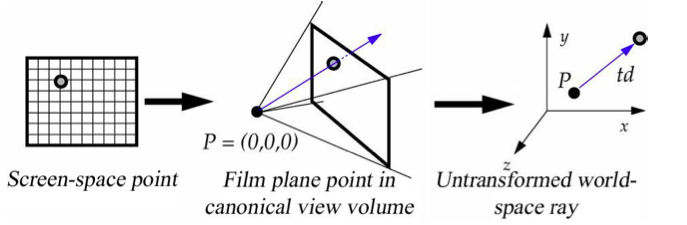 y
P
td
x
z
P = (0,0,0)
Screen-space point
Film plane point in
canonical view volume
Untransformed world-
space ray